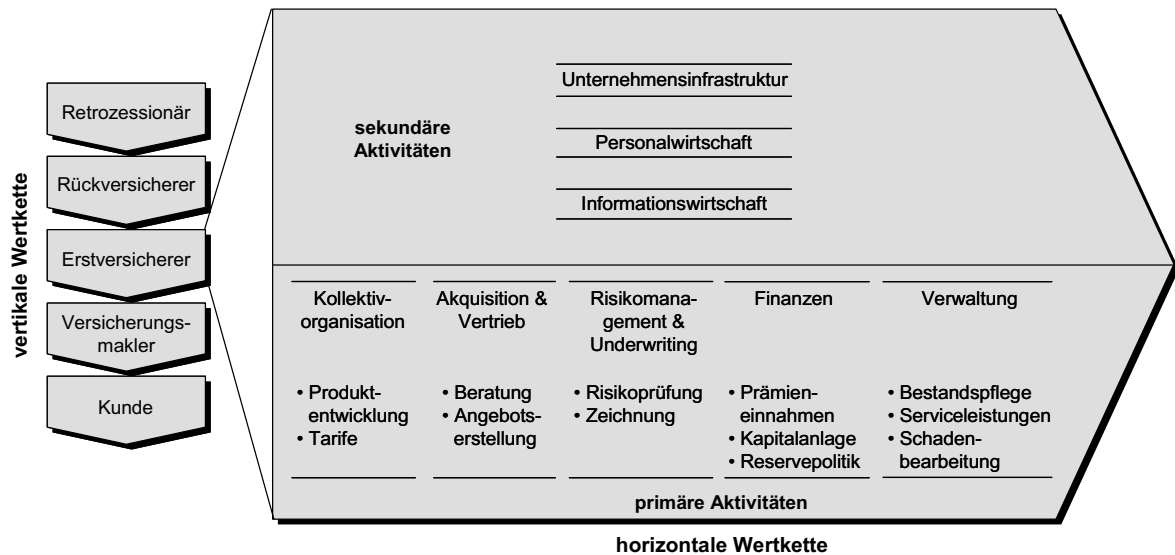 vertikale Wertkette
Retrozessionär
Rückversicherer
Erstversicherer
Versicherungs-
makler
Kunde
sekundäre
Aktivitäten
Unternehmensinfrastruktur
Personalwirtschaft
Informationswirtschaft
Kollektiv-
organisation
• Produkt-
entwicklung
• Tarife
Akquisition &
Vertrieb
• Beratung
• Angebots-
erstellung
Risikomana-
gement &
Underwriting
• Risikoprüfung
• Zeichnung
Finanzen
• Prämien-
einnahmen
• Kapitalanlage
• Reservepolitik
Verwaltung
• Bestandspflege
• Serviceleistungen
• Schaden-
bearbeitung
primäre Aktivitäten
horizontale Wertkette